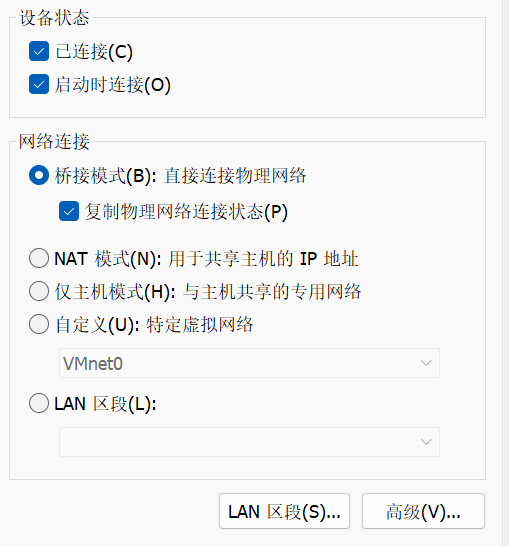 设备状态
已连接(C)
启动时连接(O)
网络连接
桥接模式(B): 直接连接物理网络
复制物理网络连接状态(P)
NAT 模式(N): 用于共享主机的 IP 地址
仅主机模式(H): 与主机共享的专用网络
自定义(U): 特定虚拟网络
VMnet0
LAN 区段(L):
LAN 区段(S)... 高级(V)...